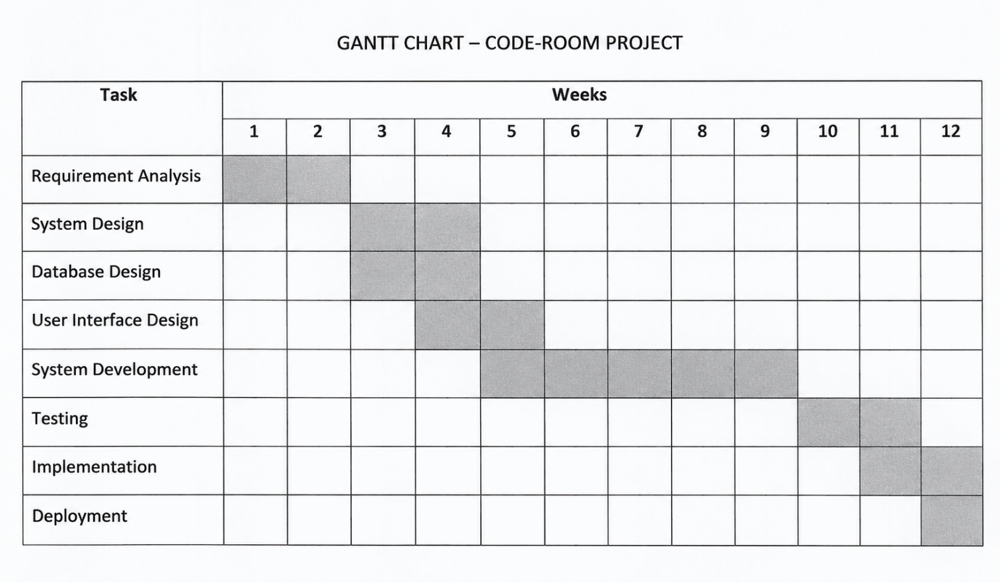 GANTT CHART – CODE-ROOM PROJECT
Task Weeks
1 2 3 4 5 6 7 8 9 10 11 12
Requirement Analysis
System Design
Database Design
User Interface Design
System Development
Testing
Implementation
Deployment